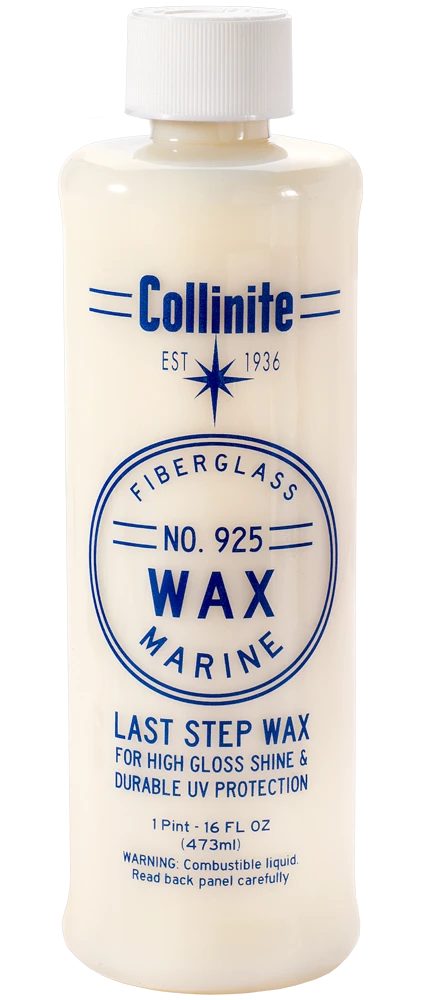 Collinite
EST 1936
FIBERGLASS
NO. 925
WAX
MARINE
LAST STEP WAX
FOR HIGH GLOSS SHINE &
DURABLE UV PROTECTION
1 Pint - 16 FL OZ
(473ml)
WARNING: Combustible liquid.
Read back panel carefully